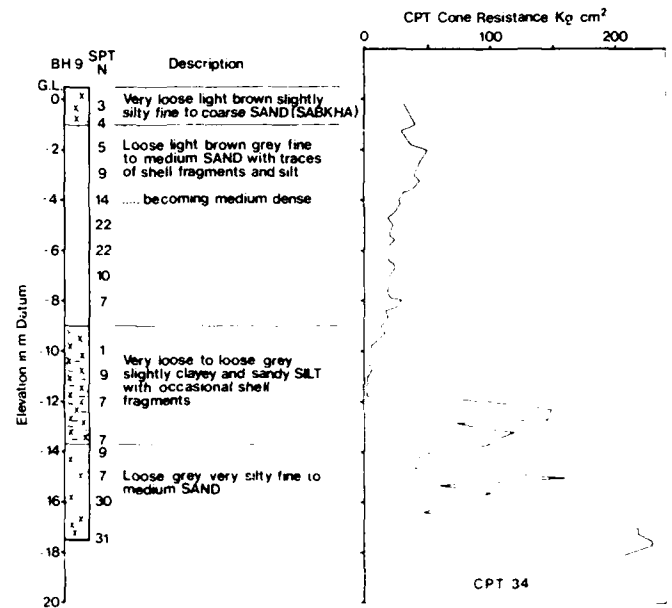 CPT Cone Resistance Kg cm²
0 100 200
BH 9 SPT N Description
G.L.
0
- 2
- 4
- 6
- 8
-10
-12
-14
-16
-18
20
Elevation in m Datum
3
4
5
9
14
22
22
10
7
1
9
7
7
9
7
30
31
Very loose light brown slightly
silty fine to coarse SAND (SABKHA)
Loose light brown grey fine
to medium SAND with traces
of shell fragments and silt
..... becoming medium dense
Very loose to loose grey
slightly clayey and sandy SILT
with occasional shell
fragments
Loose grey very silty fine to
medium SAND
CPT 34